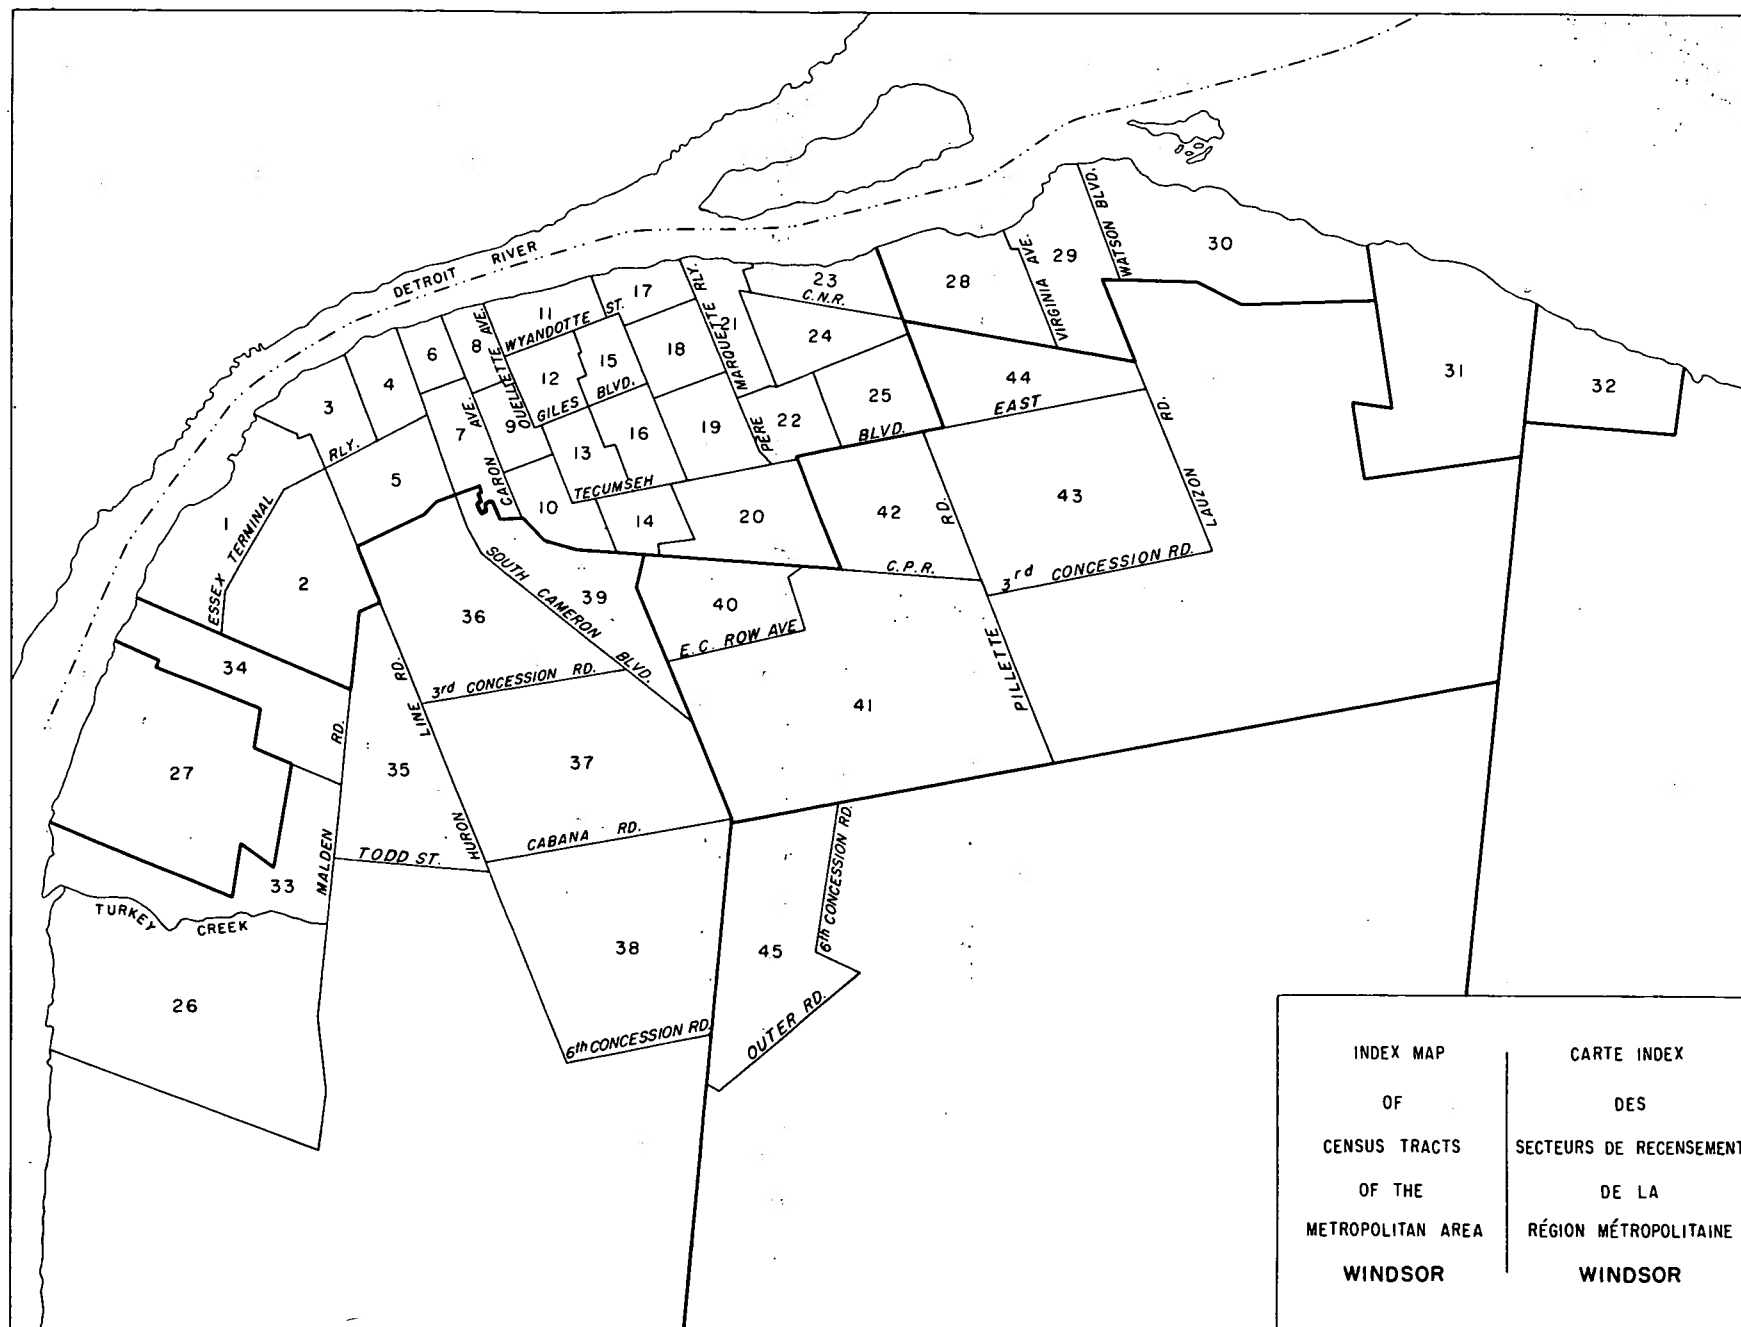 DETROIT RIVER
WATSON BLVD.
30
VIRGINIA AVE.
29
28
23
C.N.R.
17
11
WYANDOTTE ST.
MARQUETTE RLY.
21
24
6
8
OUELLETTE AVE.
12
15
18
44
EAST
31
32
4
3
GILES BLVD.
25
22
PERE
7
CARON AVE.
9
13
16
19
BLVD.
RLY.
5
TECUMSEH
10
14
20
42
RD.
43
LAUZON RD.
1
ESSEX TERMINAL
2
SOUTH CAMERON BLVD.
39
40
E.C. ROW AVE
C.P.R.
3rd CONCESSION RD.
36
34
3rd CONCESSION RD.
PILLETTE
41
27
RD.
35
LINE RD.
37
HURON
CABANA RD.
TODD ST.
MALDEN
33
TURKEY CREEK
6th CONCESSION RD.
45
38
26
OUTER RD.
6th CONCESSION RD.
INDEX MAP
OF
CENSUS TRACTS
OF THE
METROPOLITAN AREA
WINDSOR
CARTE INDEX
DES
SECTEURS DE RECENSEMENT
DE LA
RÉGION MÉTROPOLITAINE
WINDSOR